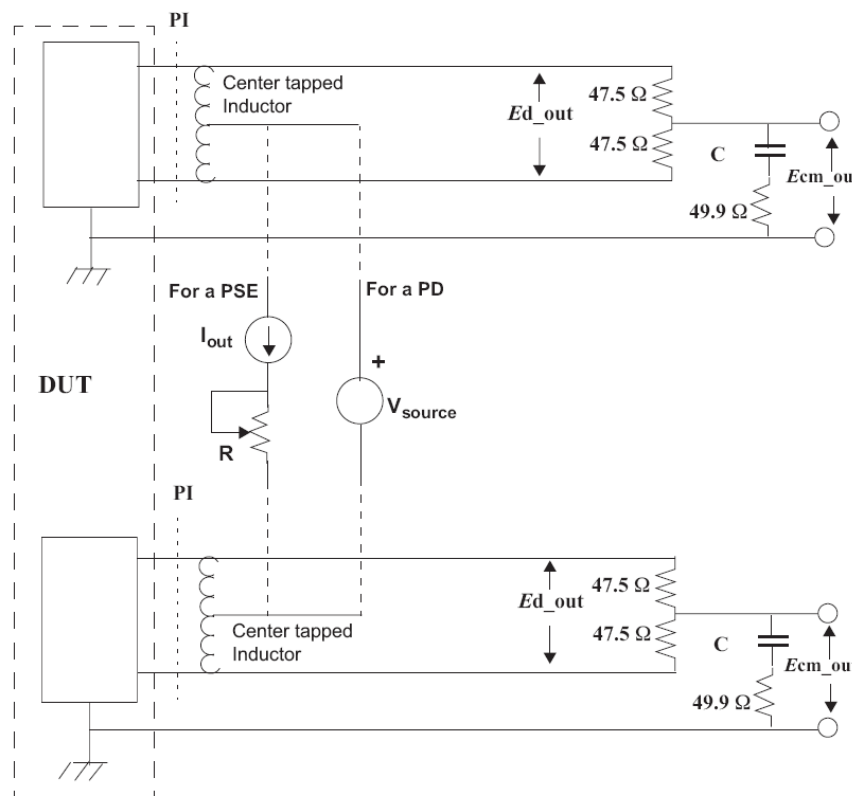 PI
Center tapped
Inductor
Ed_out
47.5 Ω
47.5 Ω
C
49.9 Ω
Ecm_ou
For a PSE
For a PD
Iout
+
Vsource
R
DUT
PI
Center tapped
Inductor
Ed_out
47.5 Ω
47.5 Ω
C
49.9 Ω
Ecm_ou